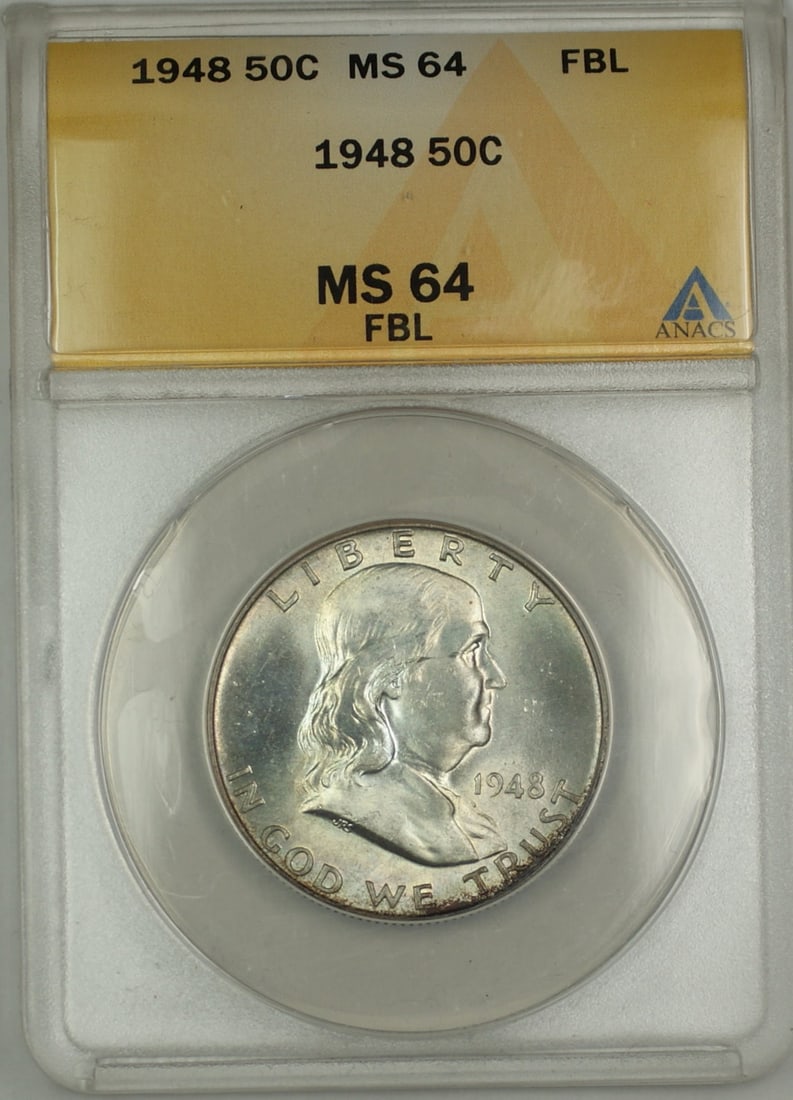 1948 50C MS 64 FBL
1948 50C
MS 64
FBL
ANACS
LIBERTY
1948
IN GOD WE TRUST